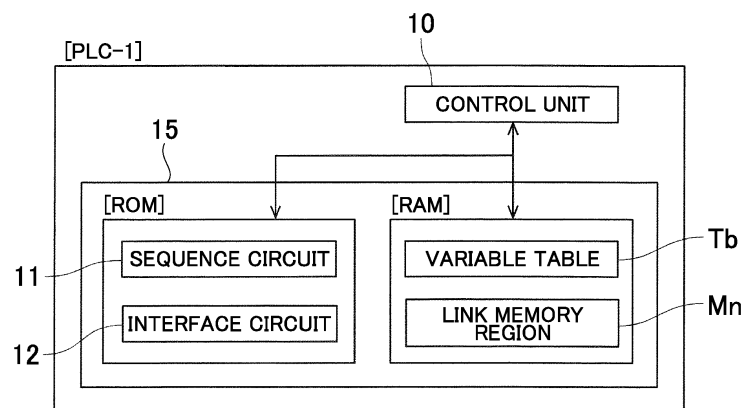 10
[PLC-1]
CONTROL UNIT
15
[ROM]
[RAM]
Tb
11
SEQUENCE CIRCUIT
VARIABLE TABLE
Mn
12
INTERFACE CIRCUIT
LINK MEMORY
REGION